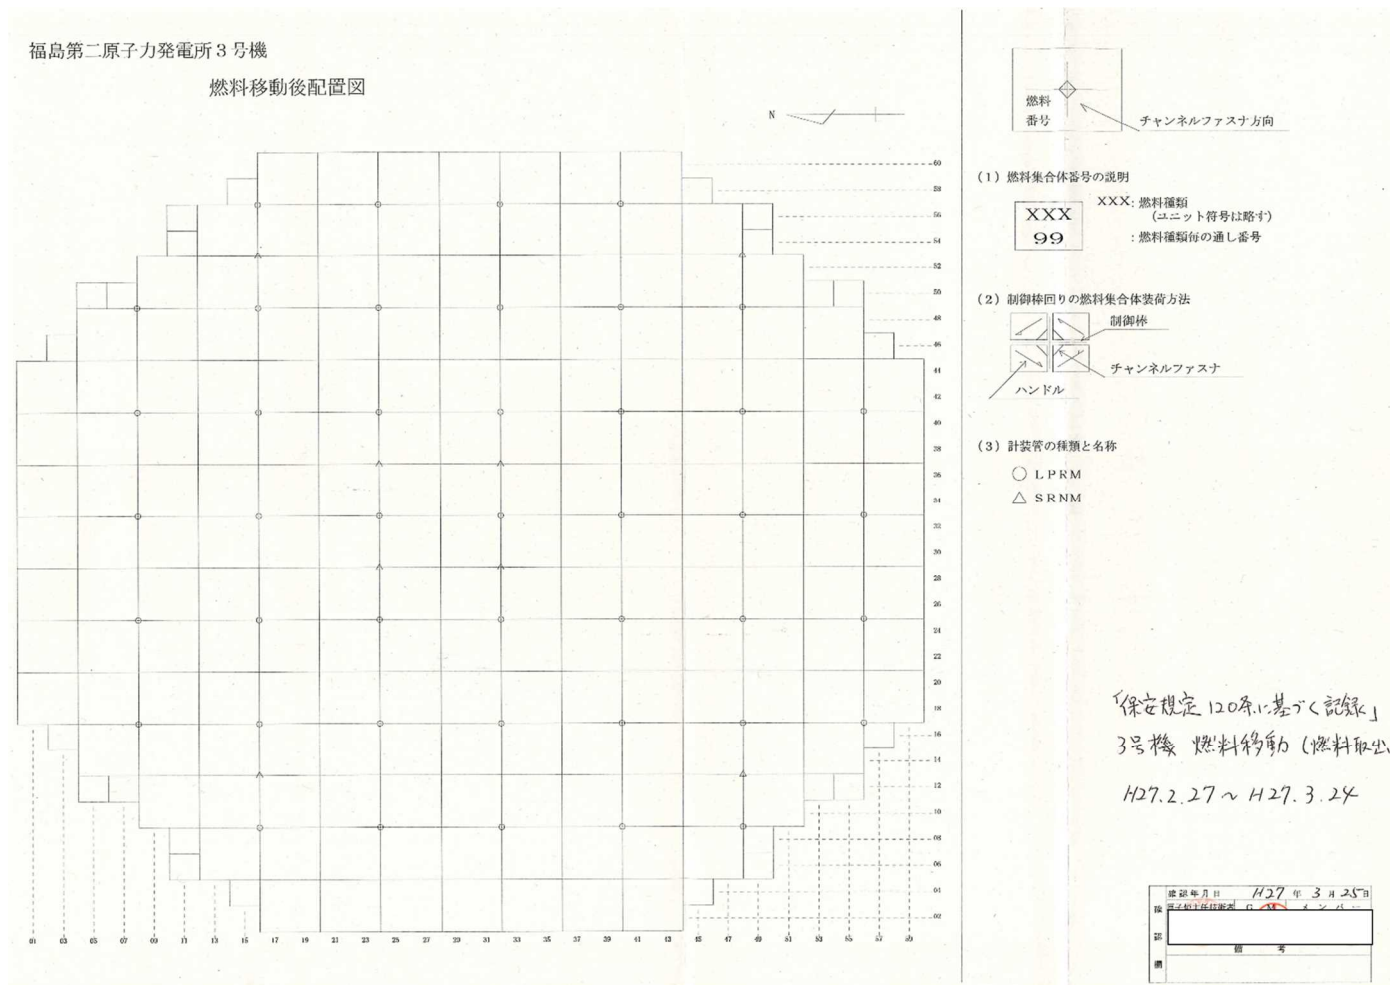 福島第二原子力発電所3号機
燃料移動後配置図
N
燃料
番号
チャンネルファスナ方向
(1) 燃料集合体番号の説明
XXX
99
XXX: 燃料種類
(ユニット符号は略す)
: 燃料種類毎の通し番号
(2) 制御棒回りの燃料集合体装荷方法
制御棒
チャンネルファスナ
ハンドル
(3) 計装管の種類と名称
○ LPRM
△ SRNM
60
58
56
54
52
50
48
46
44
42
40
38
36
34
32
30
28
26
24
22
20
18
16
14
12
10
08
06
04
02
01 03 05 07 09 11 13 15 17 19 21 23 25 27 29 31 33 35 37 39 41 43 45 47 49 51 53 55 57 59
「保安規定120条に基づく記録」
3号機 燃料移動(燃料取出
H27.2.27～H27.3.24
確認年月日 H27年3月25日
原子炉主任技術者 G M メンバー
備考
確認欄